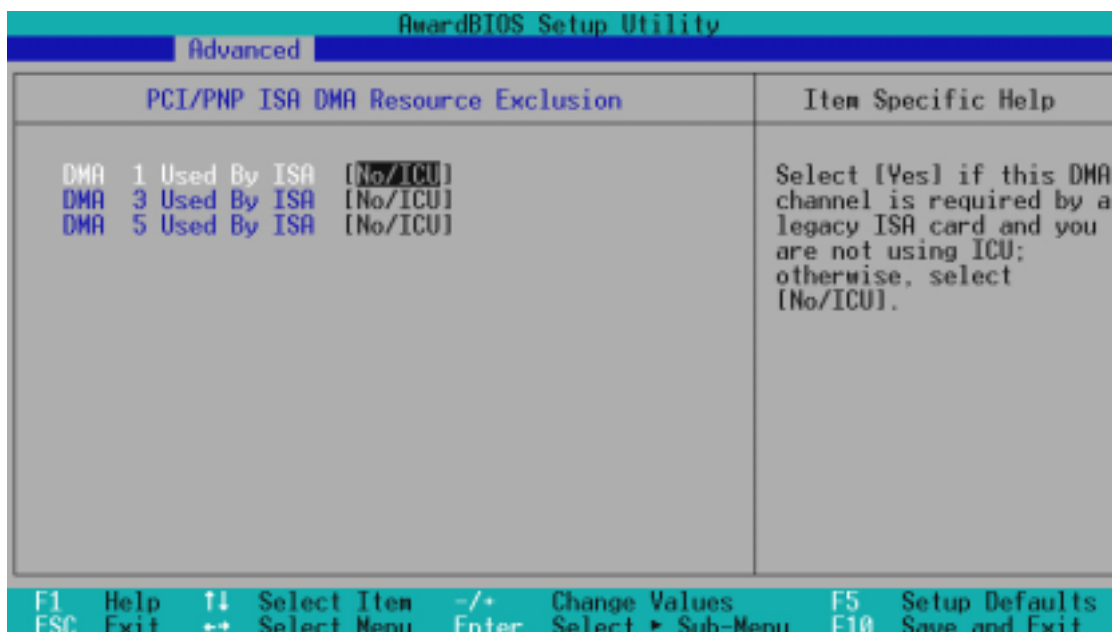 AwardBIOS Setup Utility
Advanced
PCI/PNP ISA DMA Resource Exclusion
Item Specific Help
DMA 1 Used By ISA [No/ICU]
DMA 3 Used By ISA [No/ICU]
DMA 5 Used By ISA [No/ICU]
Select [Yes] if this DMA
channel is required by a
legacy ISA card and you
are not using ICU;
otherwise, select
[No/ICU].
F1 Help ↑↓ Select Item -/+ Change Values F5 Setup Defaults
ESC Exit ←→ Select Menu Enter Select ► Sub-Menu F10 Save and Exit